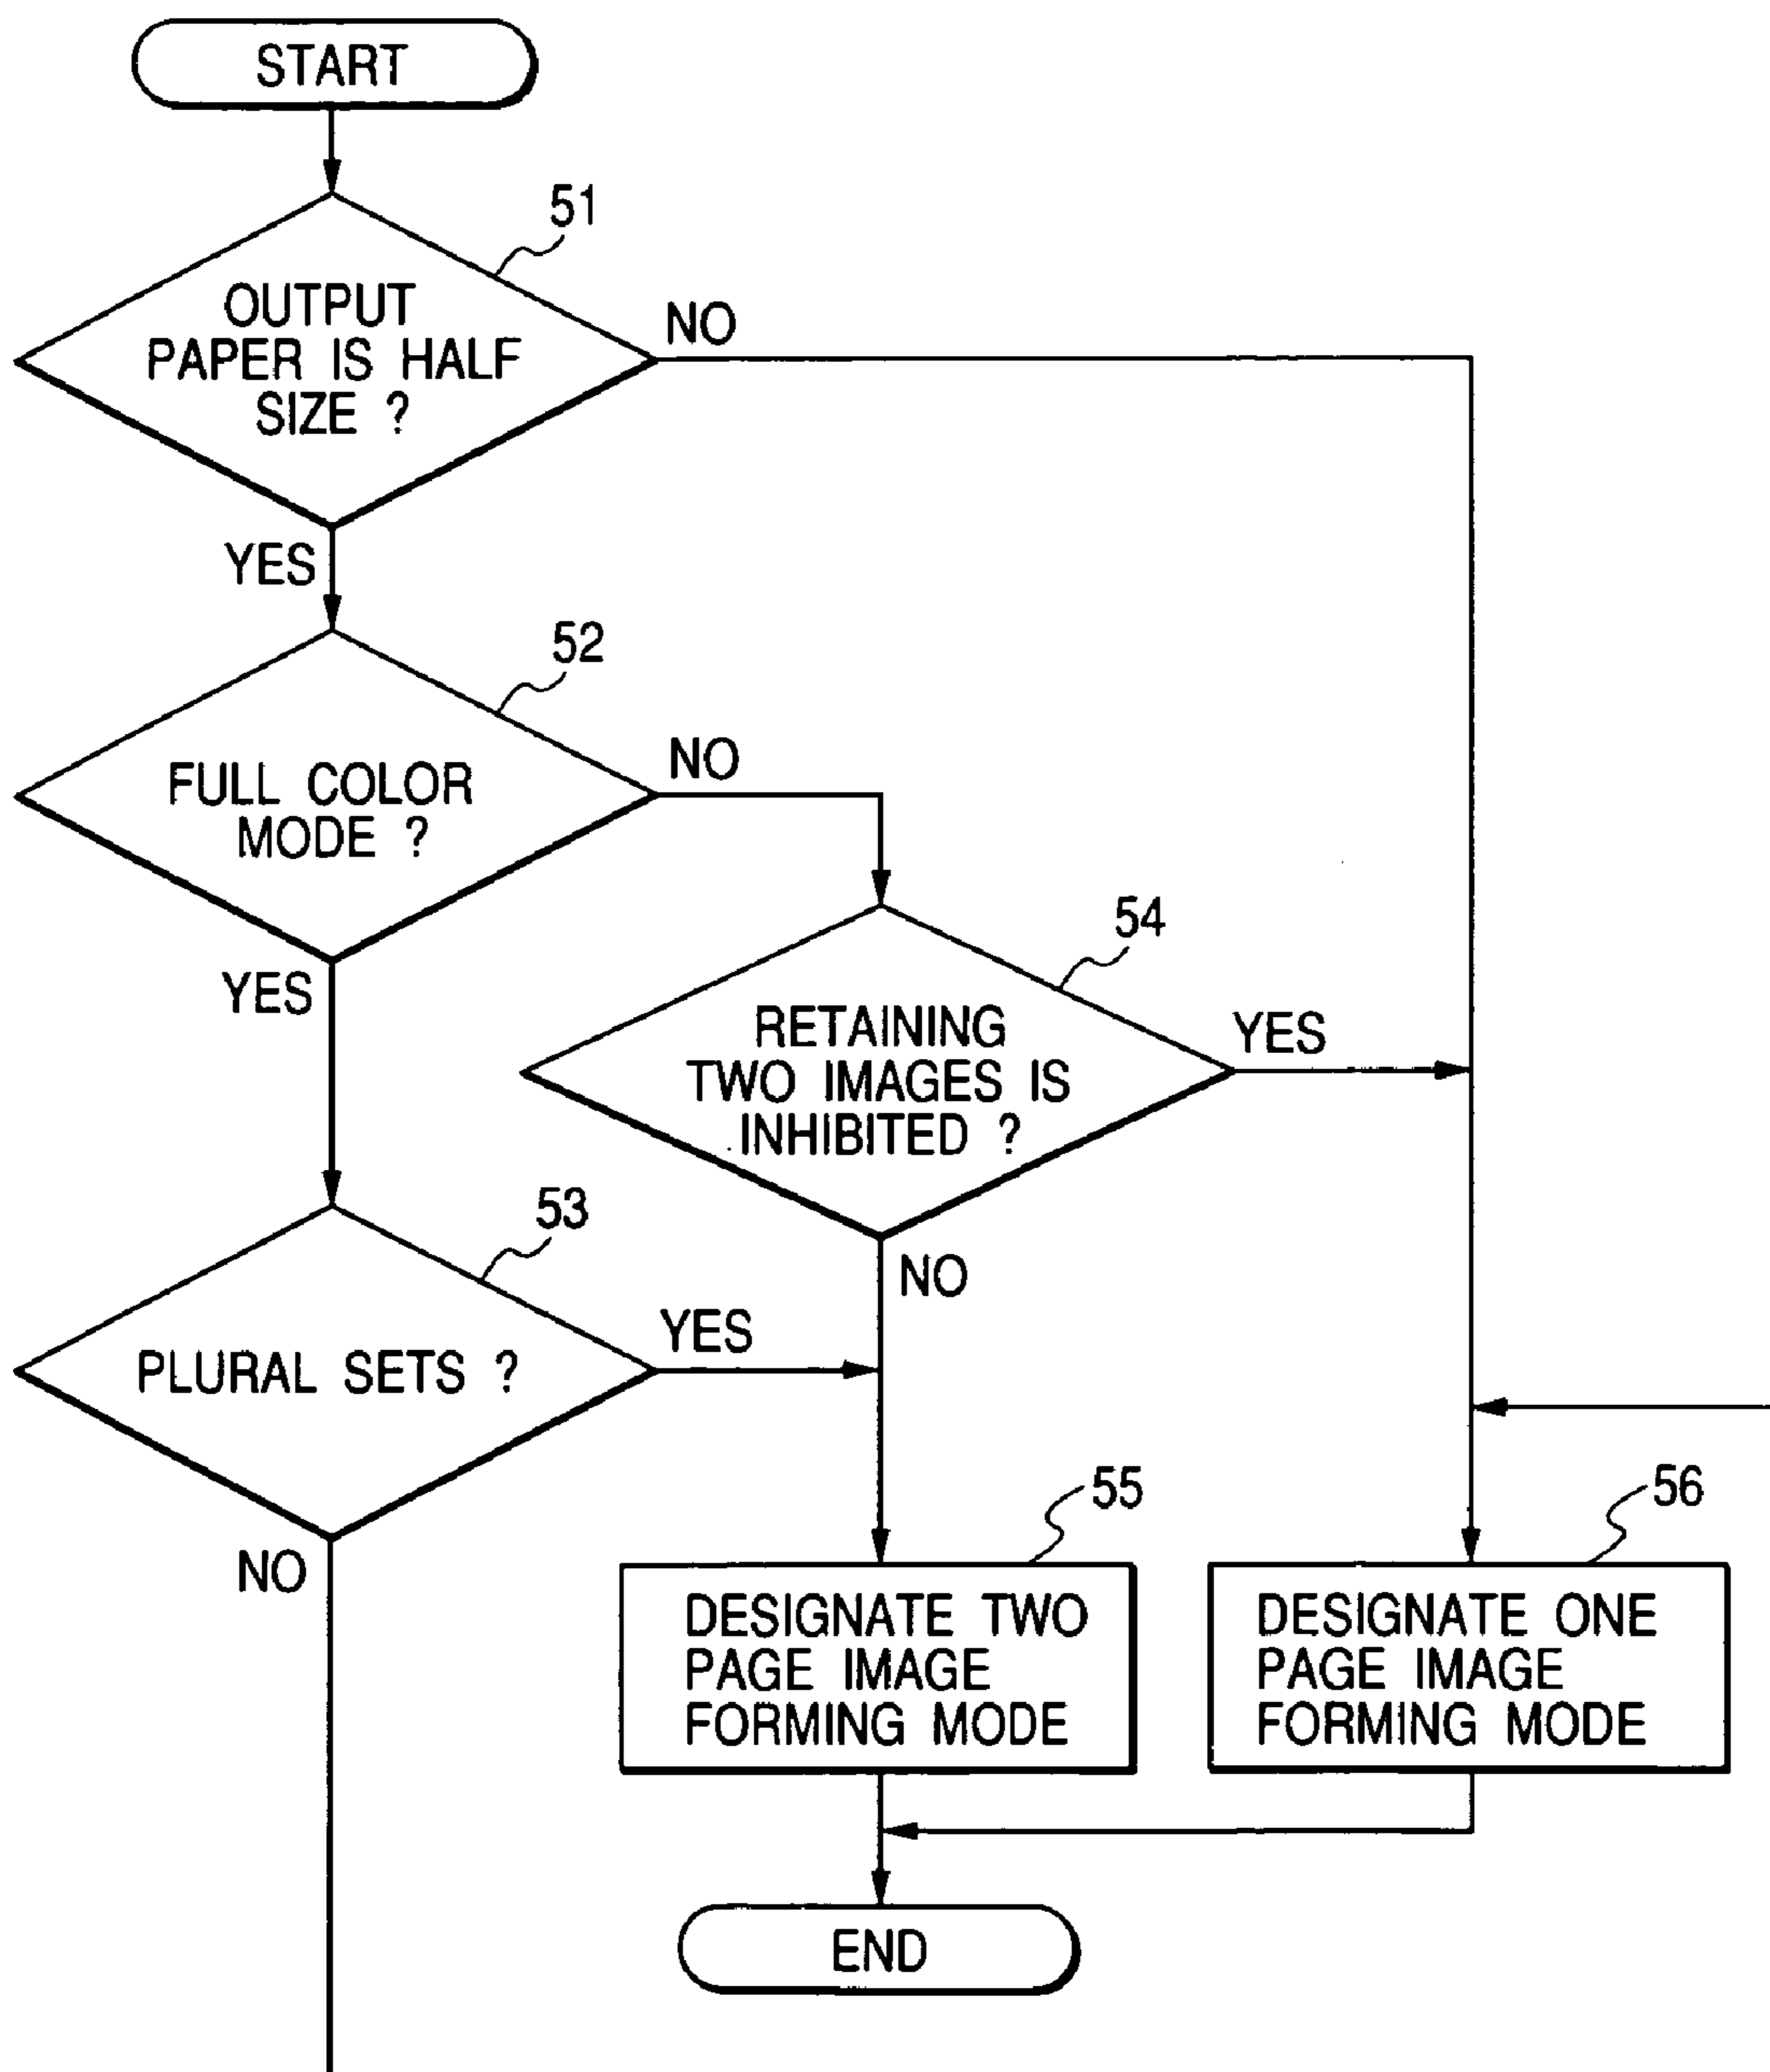 START
51
OUTPUT
PAPER IS HALF
SIZE ?
NO
YES
52
FULL COLOR
MODE ?
NO
YES
54
RETAINING
TWO IMAGES IS
INHIBITED ?
YES
NO
53
PLURAL SETS ?
YES
NO
55
DESIGNATE TWO
PAGE IMAGE
FORMING MODE
56
DESIGNATE ONE
PAGE IMAGE
FORMING MODE
END